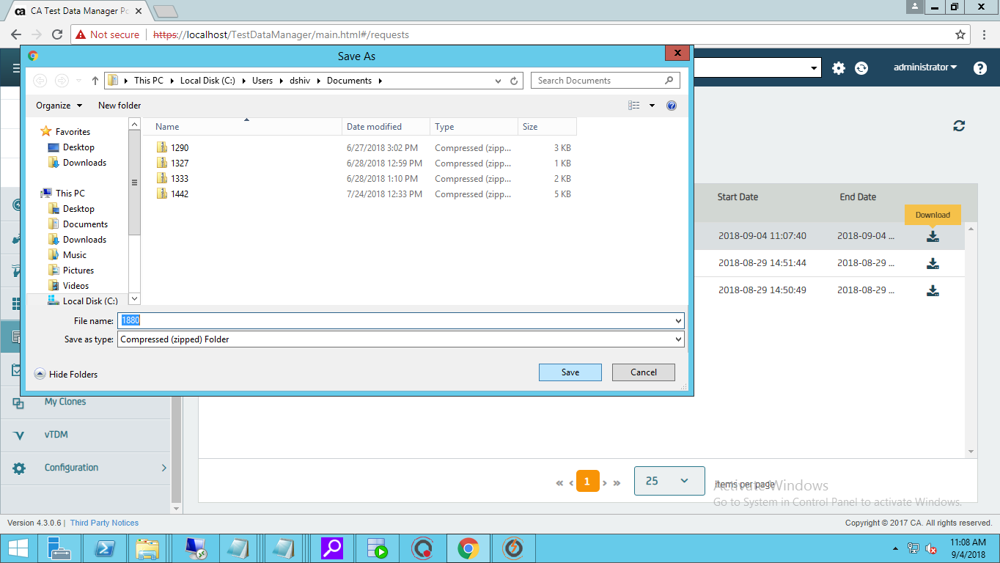 CA Test Data Manager Po
Not secure | https://localhost/TestDataManager/main.html#/requests
Save As
This PC Local Disk (C:) Users dshiv Documents
Search Documents
administrator
Organize New folder
Favorites
Desktop
Downloads
This PC
Desktop
Documents
Downloads
Music
Pictures
Videos
Local Disk (C:)
Name Date modified Type Size
1290 6/27/2018 3:02 PM Compressed (zipp... 3 KB
1327 6/28/2018 12:59 PM Compressed (zipp... 1 KB
1333 6/28/2018 1:10 PM Compressed (zipp... 2 KB
1442 7/24/2018 12:33 PM Compressed (zipp... 5 KB
File name: 1880
Save as type: Compressed (zipped) Folder
Hide Folders
Save
Cancel
Start Date End Date
Download
2018-09-04 11:07:40 2018-09-04 ...
2018-08-29 14:51:44 2018-08-29 ...
2018-08-29 14:50:49 2018-08-29 ...
My Clones
vTDM
Configuration
« ‹ 1 › »
25
items per page
Activate Windows
Go to System in Control Panel to activate Windows.
Version 4.3.0.6 | Third Party Notices
Copyright © 2017 CA. All rights reserved.
11:08 AM
9/4/2018